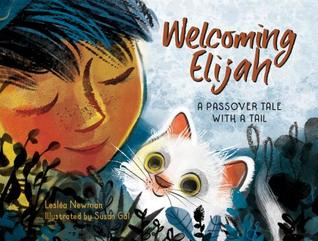 Welcoming
Elijah
A PASSOVER TALE
WITH A TAIL
Lesléa Newman
Illustrated by Susan Gal